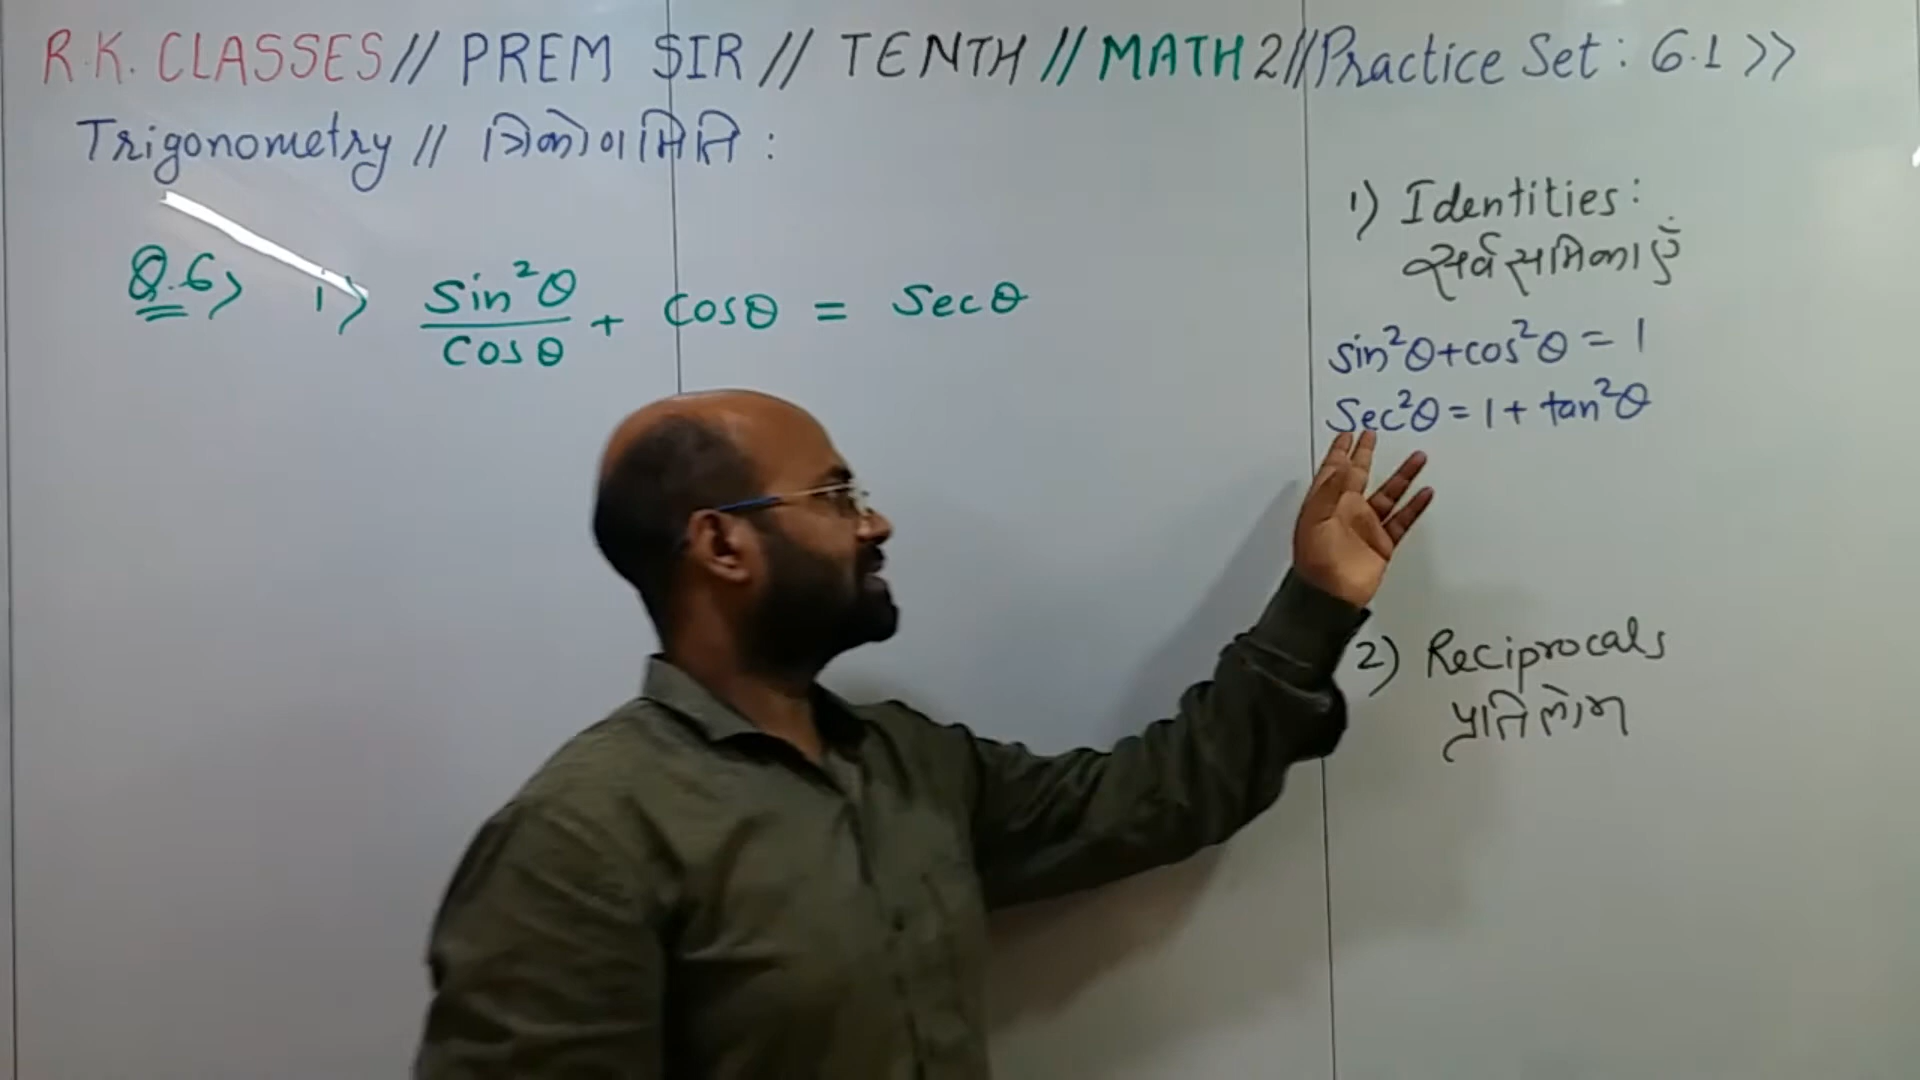 R.K. CLASSES// PREM SIR // TENTH // MATH 2//Practice Set : 6.1 >>
Trigonometry // त्रिकोणमिति :
Q.6> i) sin²θ/cosθ + cosθ = secθ
1) Identities :
सर्वसमिकाएँ
sin²θ+cos²θ = 1
Sec²θ = 1 + tan²θ
2) Reciprocals
प्रतिलोम